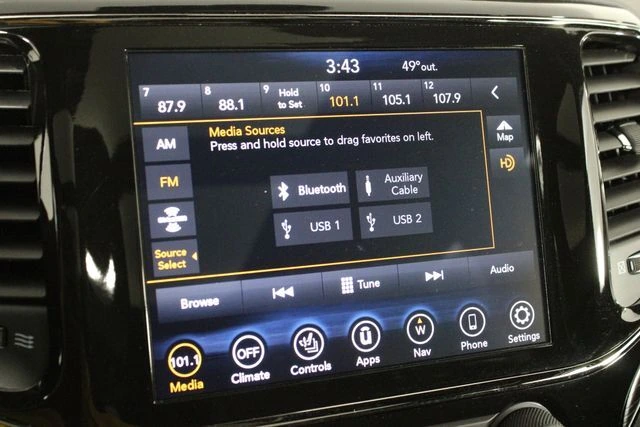 3:43 49° out.
7 8 9 Hold to Set 10 11 12
87.9 88.1 101.1 105.1 107.9
AM
Media Sources
Press and hold source to drag favorites on left.
Map
FM
HD
Bluetooth
Auxiliary Cable
USB 1
USB 2
Source
Select
Browse
Tune
Audio
101.1
Media
OFF
Climate
Controls
U
Apps
W
Nav
Phone
Settings